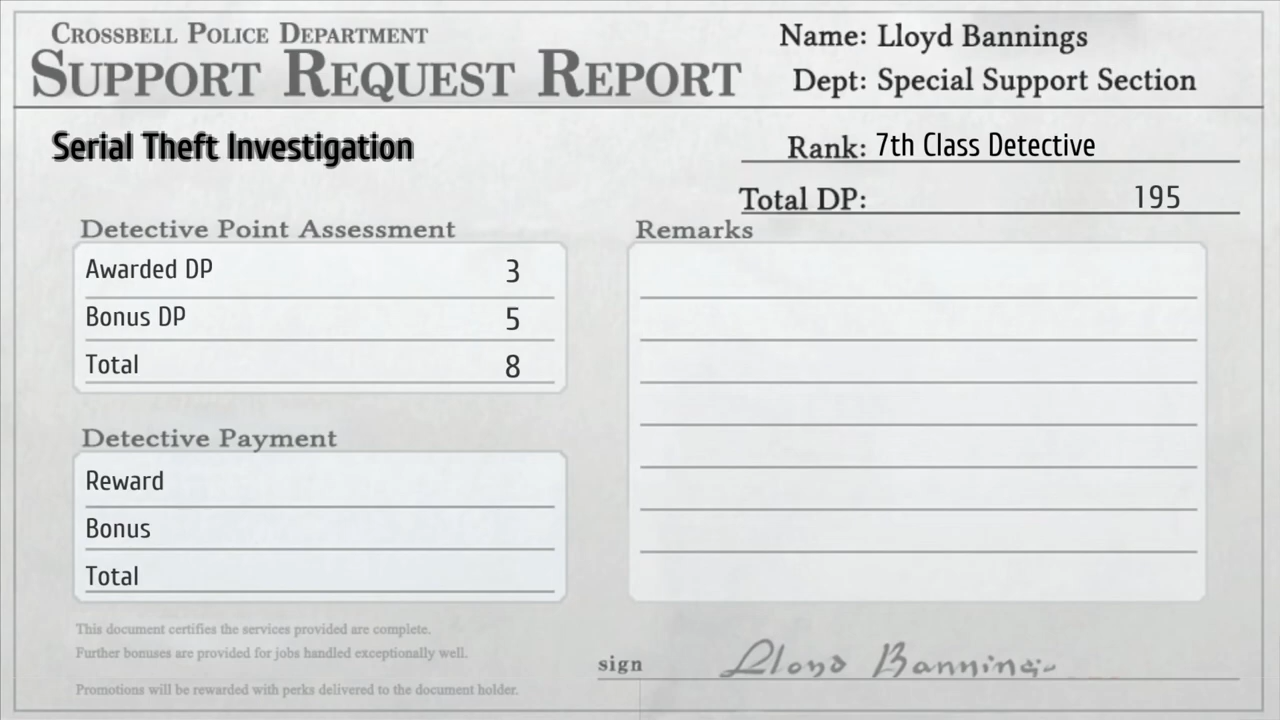 CROSSBELL POLICE DEPARTMENT
SUPPORT REQUEST REPORT
Name: Lloyd Bannings
Dept: Special Support Section
Serial Theft Investigation
Rank: 7th Class Detective
Total DP: 195
Detective Point Assessment
Awarded DP 3
Bonus DP 5
Total 8
Remarks
Detective Payment
Reward
Bonus
Total
This document certifies the services provided are complete.
Further bonuses are provided for jobs handled exceptionally well.
Promotions will be rewarded with perks delivered to the document holder.
sign Lloyd Bannings